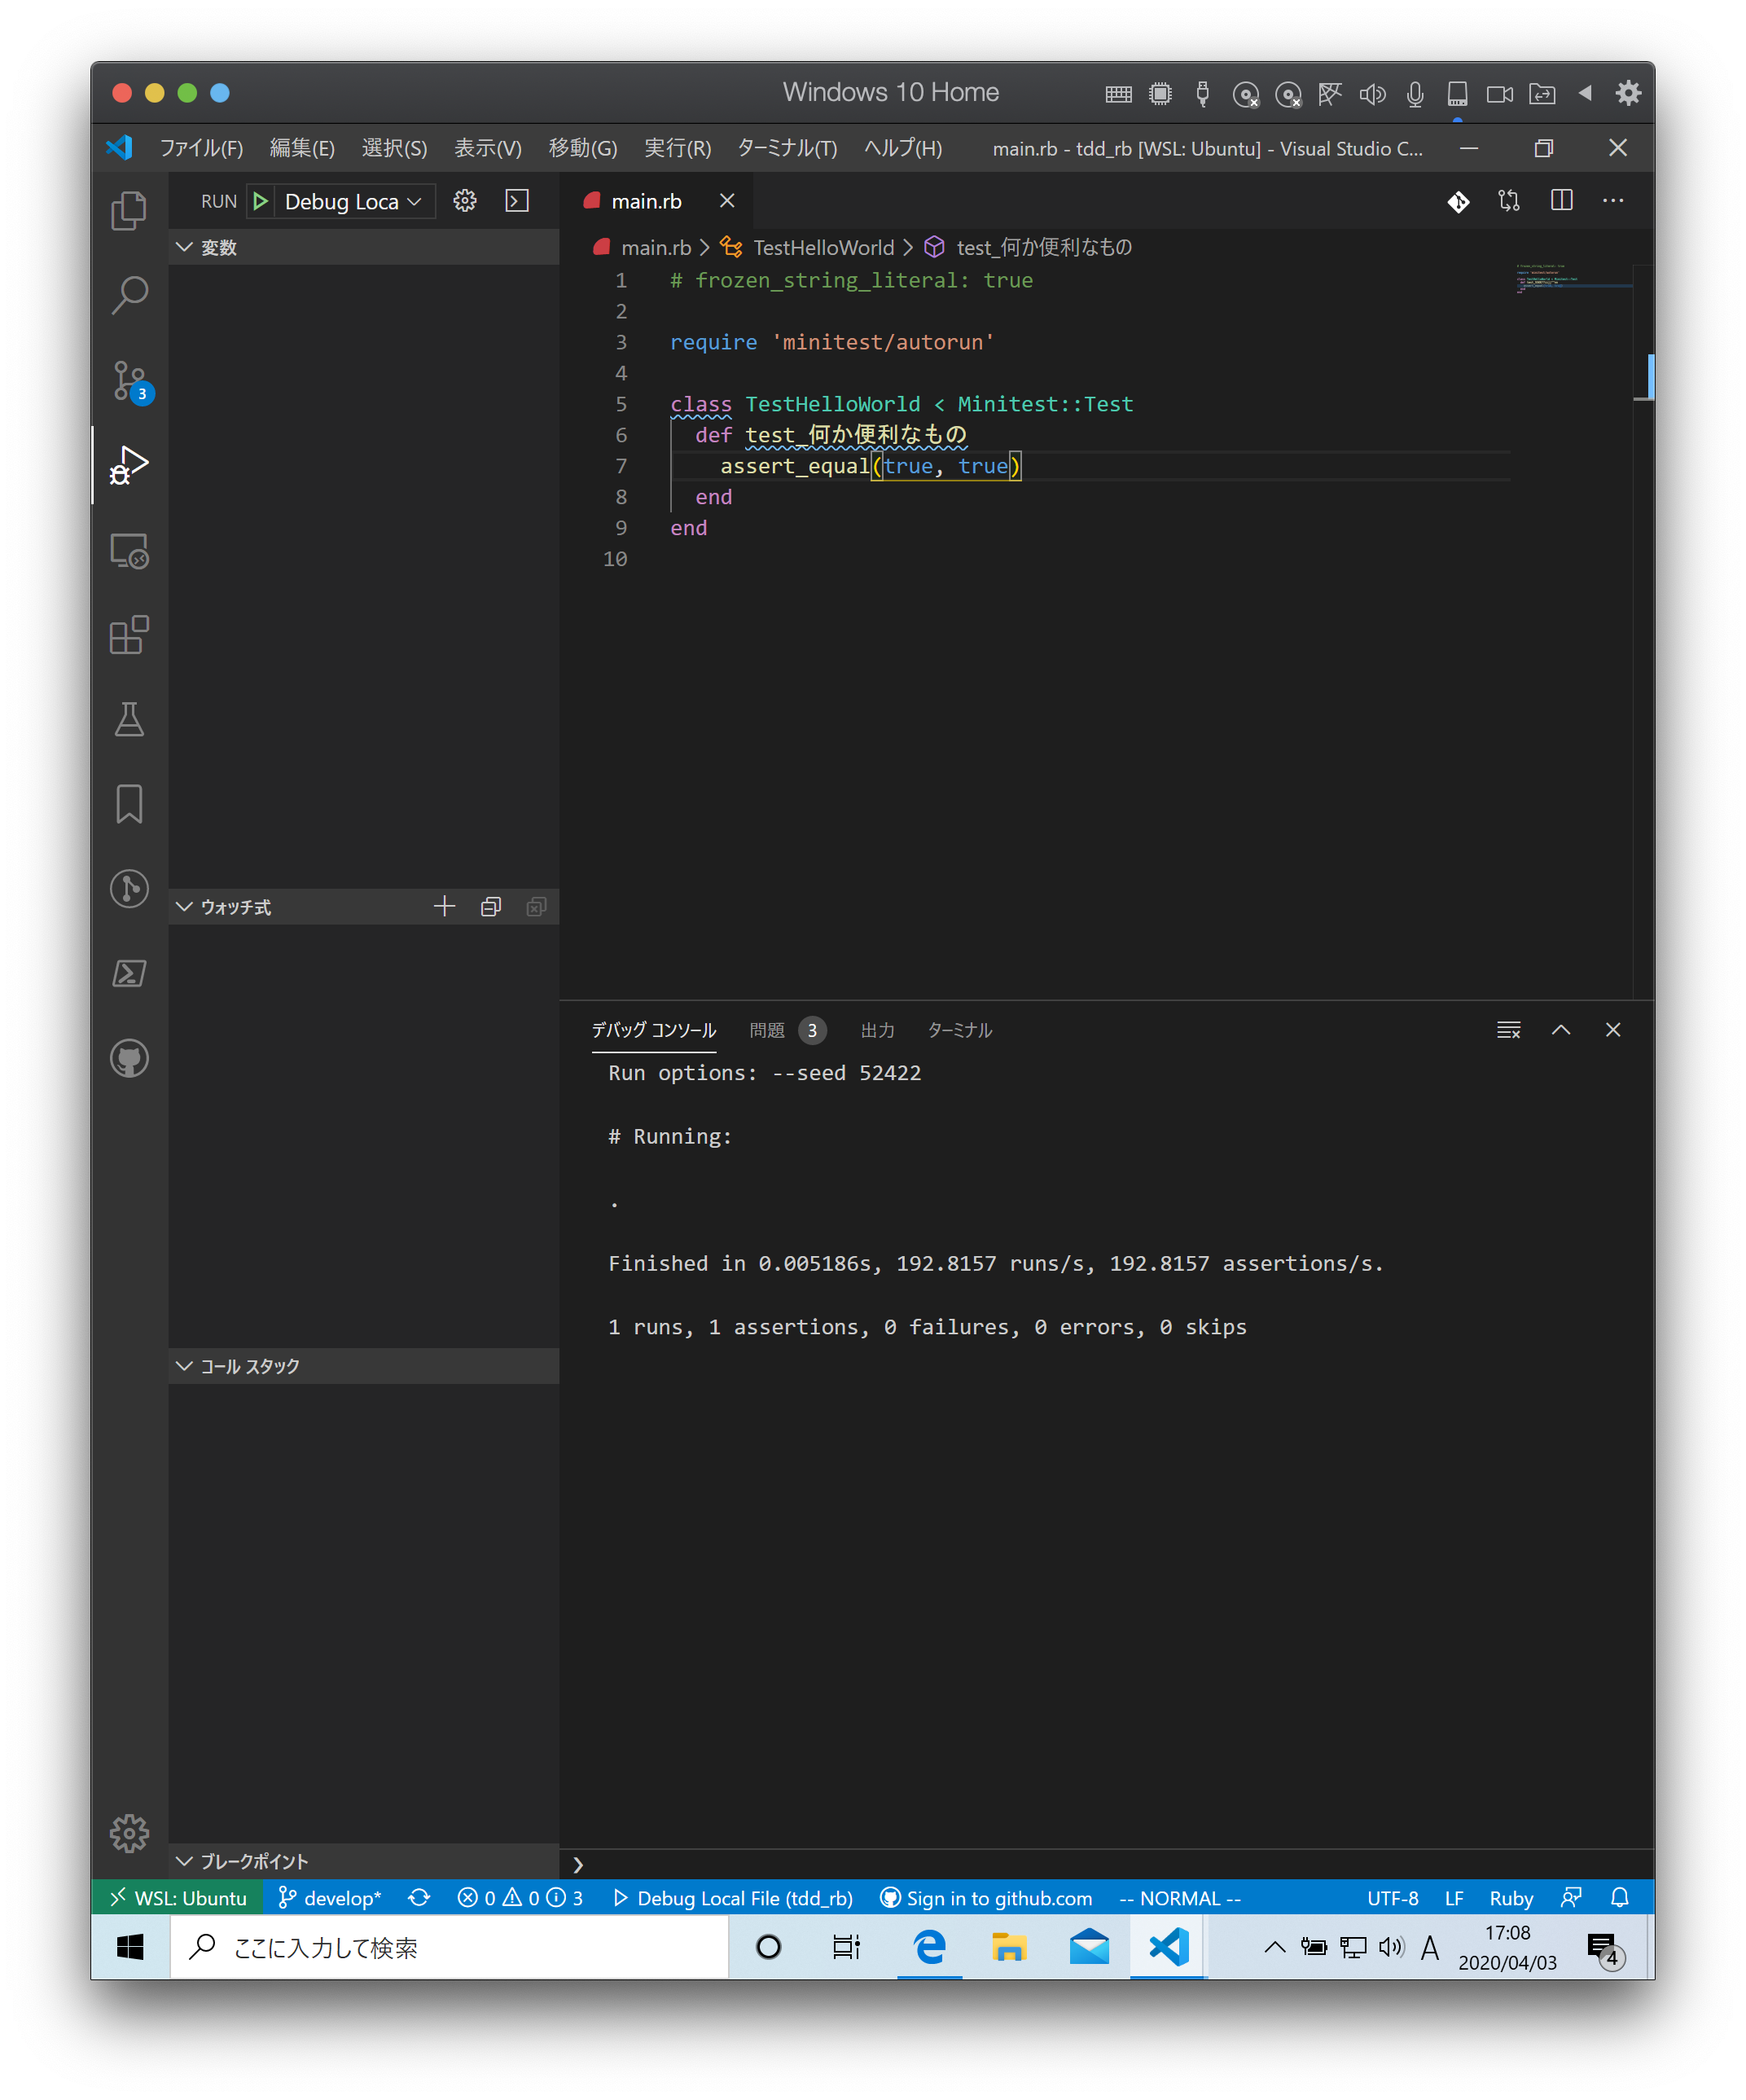 Windows 10 Home
ファイル(F) 編集(E) 選択(S) 表示(V) 移動(G) 実行(R) ターミナル(T) ヘルプ(H) main.rb - tdd_rb [WSL: Ubuntu] - Visual Studio C...
RUN Debug Loca
main.rb
変数
main.rb > TestHelloWorld > test_何か便利なもの
1 # frozen_string_literal: true
2
3 require 'minitest/autorun'
4
5 class TestHelloWorld < Minitest::Test
6 def test_何か便利なもの
7 assert_equal(true, true)
8 end
9 end
10
3
ウォッチ式
デバッグ コンソール 問題 3 出力 ターミナル
Run options: --seed 52422
# Running:
.
Finished in 0.005186s, 192.8157 runs/s, 192.8157 assertions/s.
1 runs, 1 assertions, 0 failures, 0 errors, 0 skips
コール スタック
ブレークポイント
WSL: Ubuntu develop* 0 0 3 Debug Local File (tdd_rb) Sign in to github.com -- NORMAL -- UTF-8 LF Ruby
ここに入力して検索
A
17:08
2020/04/03
4